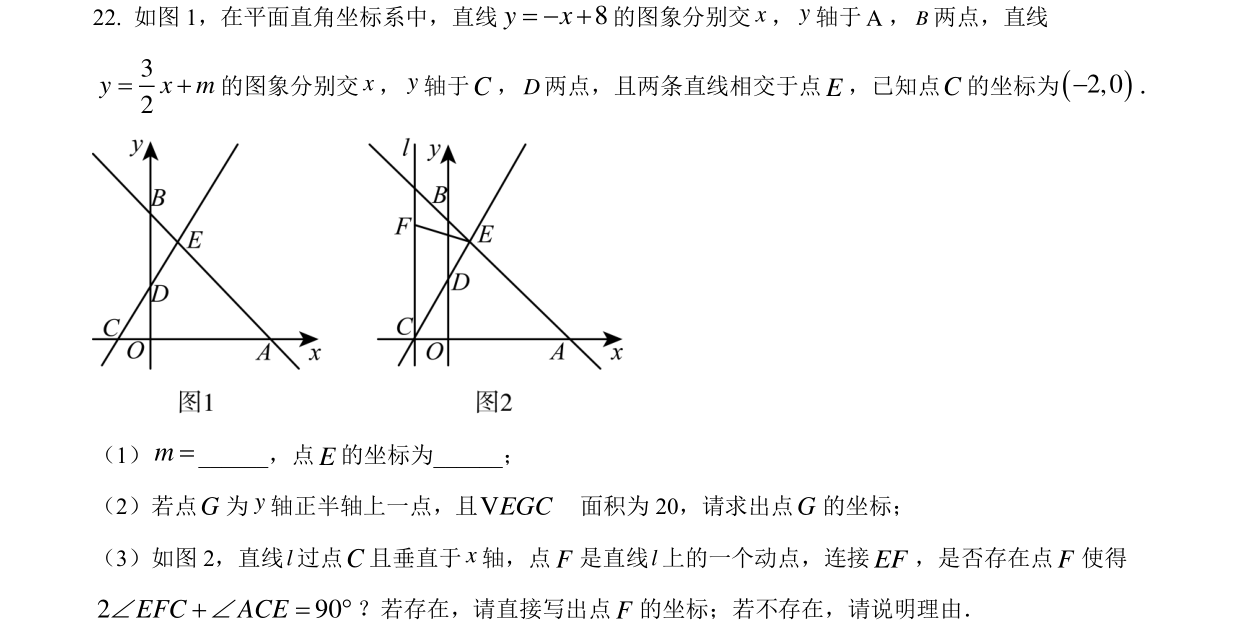 22. 如图 1，在平面直角坐标系中，直线 y=−x+8 的图象分别交 x，y 轴于 A，B 两点，直线
y=3/2 x+m 的图象分别交 x，y 轴于 C，D 两点，且两条直线相交于点 E，已知点 C 的坐标为(−2,0)．
y B E D C O A x
l y B F E D C O A x
图1 图2
（1）m=______，点 E 的坐标为______；
（2）若点 G 为 y 轴正半轴上一点，且VEGC 面积为 20，请求出点 G 的坐标；
（3）如图 2，直线 l 过点 C 且垂直于 x 轴，点 F 是直线 l 上的一个动点，连接 EF，是否存在点 F 使得
2∠EFC+∠ACE=90°？若存在，请直接写出点 F 的坐标；若不存在，请说明理由．